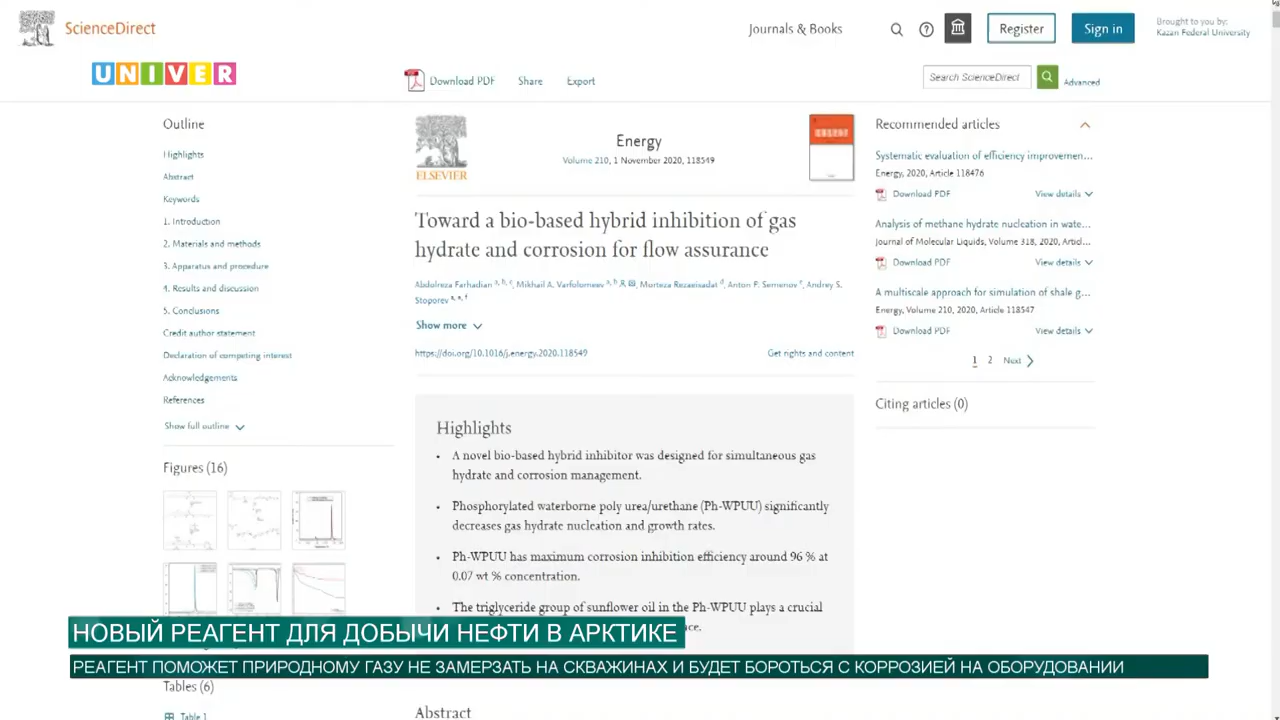 ScienceDirect
Journals & Books
Register
Sign in
Brought to you by:
Kazan Federal University
UNIVER
Download PDF
Share
Export
Search ScienceDirect
Advanced
Outline
Highlights
Abstract
Keywords
1. Introduction
2. Materials and methods
3. Apparatus and procedure
4. Results and discussion
5. Conclusions
Credit author statement
Declaration of competing interest
Acknowledgements
References
Show full outline
Figures (16)
Tables (6)
Table 1
ELSEVIER
Energy
Volume 210, 1 November 2020, 118549
Toward a bio-based hybrid inhibition of gas
hydrate and corrosion for flow assurance
Abdolreza Farhadian a, b, c, Mikhail A. Varfolomeev a, b, Morteza Rezaeisadat d, Anton P. Semenov e, Andrey S.
Stoporev a, e, f
Show more
https://doi.org/10.1016/j.energy.2020.118549
Get rights and content
Highlights
• A novel bio-based hybrid inhibitor was designed for simultaneous gas
hydrate and corrosion management.
• Phosphorylated waterborne poly urea/urethane (Ph-WPUU) significantly
decreases gas hydrate nucleation and growth rates.
• Ph-WPUU has maximum corrosion inhibition efficiency around 96 % at
0.07 wt % concentration.
• The triglyceride group of sunflower oil in the Ph-WPUU plays a crucial
Abstract
Recommended articles
Systematic evaluation of efficiency improvemen...
Energy, 2020, Article 118476
Download PDF
View details
Analysis of methane hydrate nucleation in wate...
Journal of Molecular Liquids, Volume 318, 2020, Articl...
Download PDF
View details
A multiscale approach for simulation of shale g...
Energy, Volume 210, 2020, Article 118547
Download PDF
View details
1 2 Next
Citing articles (0)
НОВЫЙ РЕАГЕНТ ДЛЯ ДОБЫЧИ НЕФТИ В АРКТИКЕ
РЕАГЕНТ ПОМОЖЕТ ПРИРОДНОМУ ГАЗУ НЕ ЗАМЕРЗАТЬ НА СКВАЖИНАХ И БУДЕТ БОРОТЬСЯ С КОРРОЗИЕЙ НА ОБОРУДОВАНИИ